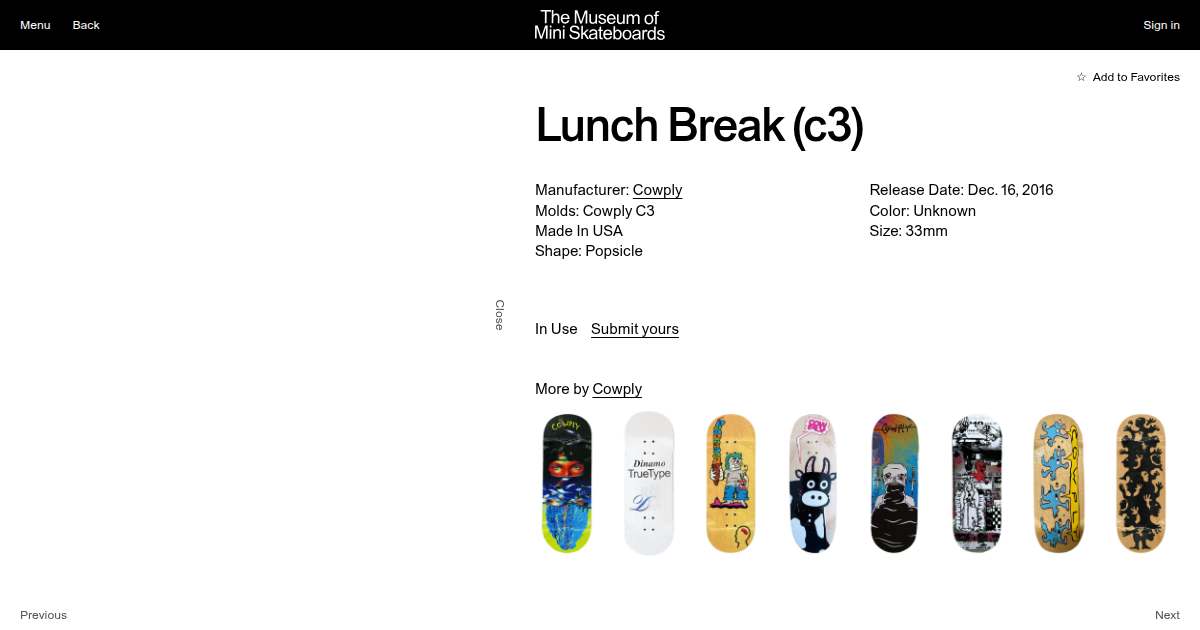 Menu
Back
The Museum of
Mini Skateboards
Sign in
☆ Add to Favorites
Lunch Break (c3)
Manufacturer: Cowply
Molds: Cowply C3
Made In USA
Shape: Popsicle
Release Date: Dec. 16, 2016
Color: Unknown
Size: 33mm
Close
In Use
Submit yours
More by Cowply
COWPLY
Dinamo
TrueType
Previous
Next